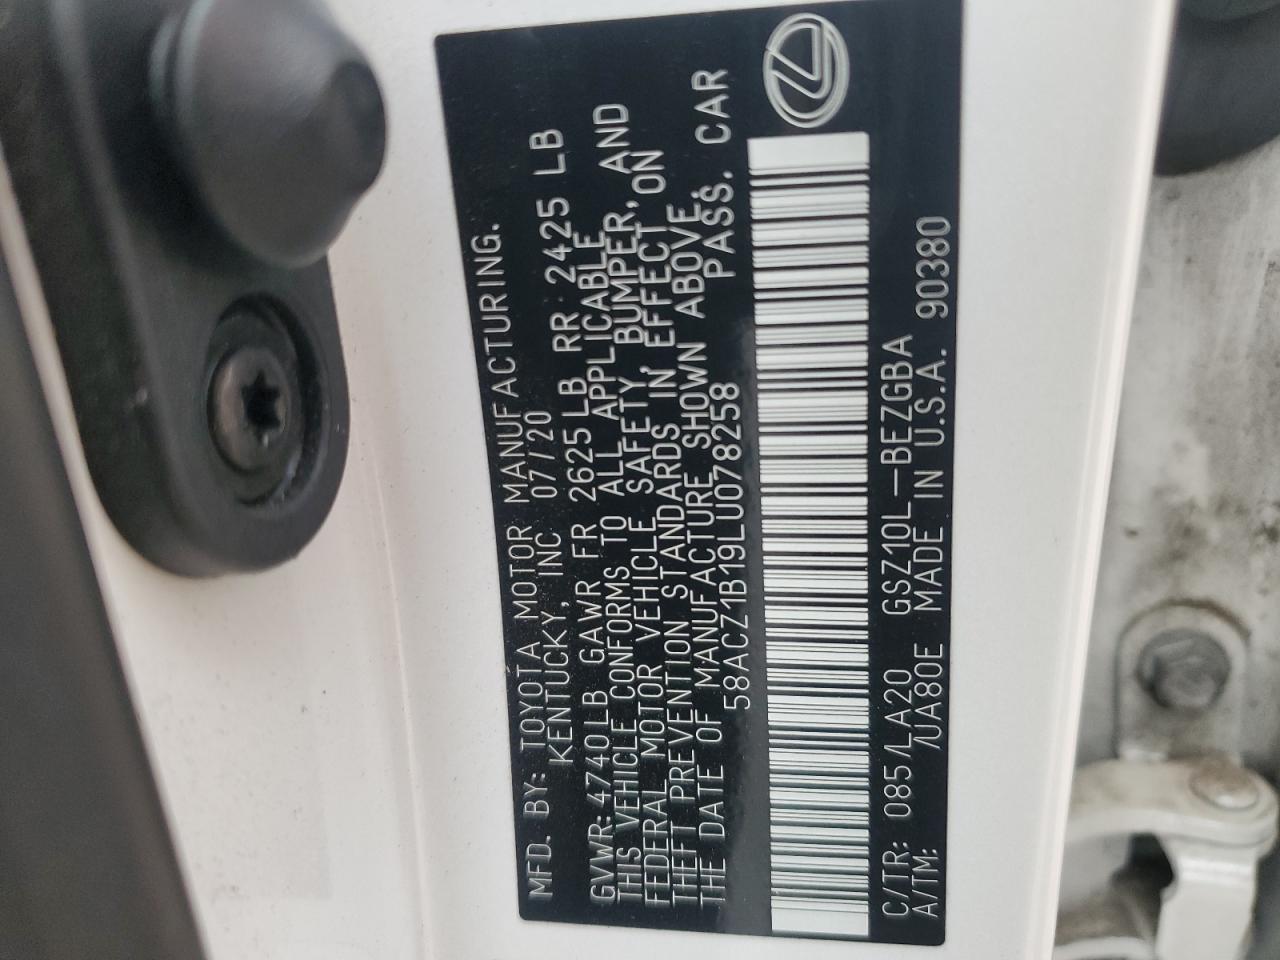 MFD. BY: TOYOTA MOTOR MANUFACTURING.
KENTUCKY, INC 07/20
GVWR: 4740LB GAWR FR 2625LB RR 2425 LB
THIS VEHICLE CONFORMS TO ALL APPLICABLE
FEDERAL MOTOR VEHICLE SAFETY, BUMPER, AND
THEFT PREVENTION STANDARDS IN EFFECT ON
THE DATE OF MANUFACTURE SHOWN ABOVE.
58ACZ1B19LU078258 PASS. CAR
C/TR: 085/LA20 GSZ10L-BEZGBA
A/TM: /UA80E MADE IN U.S.A. 90380